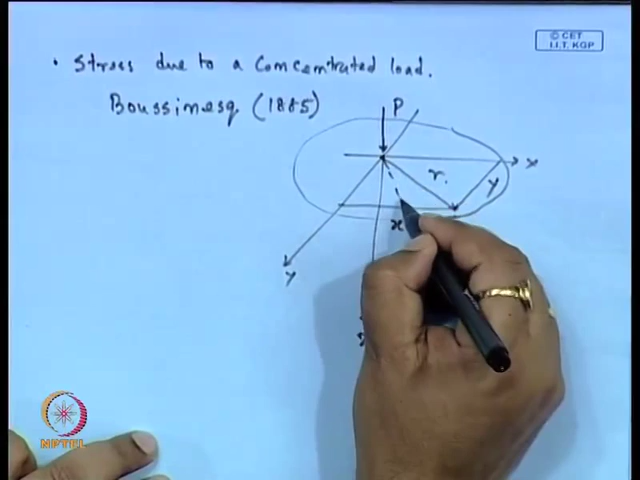 © CET
I.I.T. KGP
• Stress due to a concentrated load.
Boussinesq (1885)
P
x
r
y
x
y
NPTEL